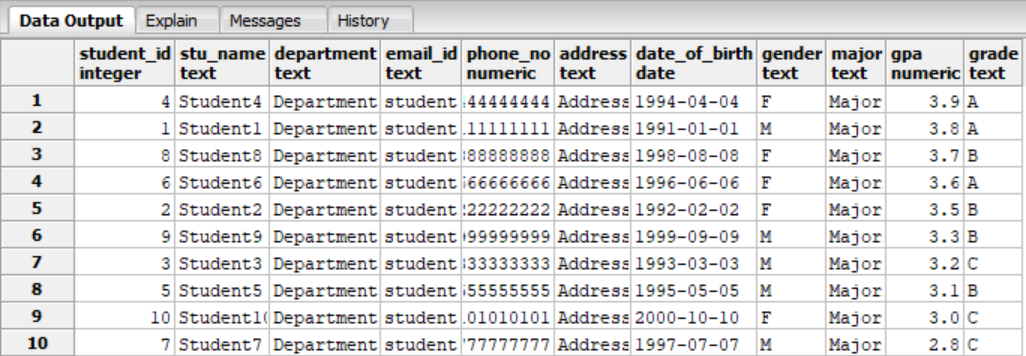 Data Output Explain Messages History
student_id stu_name department email_id phone_no address date_of_birth gender major gpa grade
integer text text text numeric text date text text numeric text
1 4 Student4 Department student 44444444 Address 1994-04-04 F Major 3.9 A
2 1 Student1 Department student .11111111 Address 1991-01-01 M Major 3.8 A
3 8 Student8 Department student 88888888 Address 1998-08-08 F Major 3.7 B
4 6 Student6 Department student 66666666 Address 1996-06-06 F Major 3.6 A
5 2 Student2 Department student 22222222 Address 1992-02-02 F Major 3.5 B
6 9 Student9 Department student 99999999 Address 1999-09-09 M Major 3.3 B
7 3 Student3 Department student 33333333 Address 1993-03-03 M Major 3.2 C
8 5 Student5 Department student 55555555 Address 1995-05-05 M Major 3.1 B
9 10 Student10 Department student .01010101 Address 2000-10-10 F Major 3.0 C
10 7 Student7 Department student 77777777 Address 1997-07-07 M Major 2.8 C